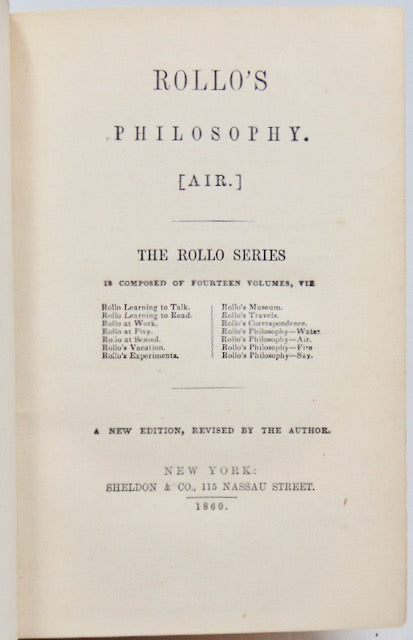 ROLLO'S
PHILOSOPHY.
[AIR.]
THE ROLLO SERIES
IS COMPOSED OF FOURTEEN VOLUMES, VIZ
Rollo Learning to Talk.
Rollo Learning to Read.
Rollo at Work.
Rollo at Play.
Rollo at School.
Rollo's Vacation.
Rollo's Experiments.
Rollo's Museum.
Rollo's Travels.
Rollo's Correspondence.
Rollo's Philosophy—Water
Rollo's Philosophy—Air.
Rollo's Philosophy—Fire
Rollo's Philosophy—Sky.
A NEW EDITION, REVISED BY THE AUTHOR.
NEW YORK:
SHELDON & CO., 115 NASSAU STREET.
1860.